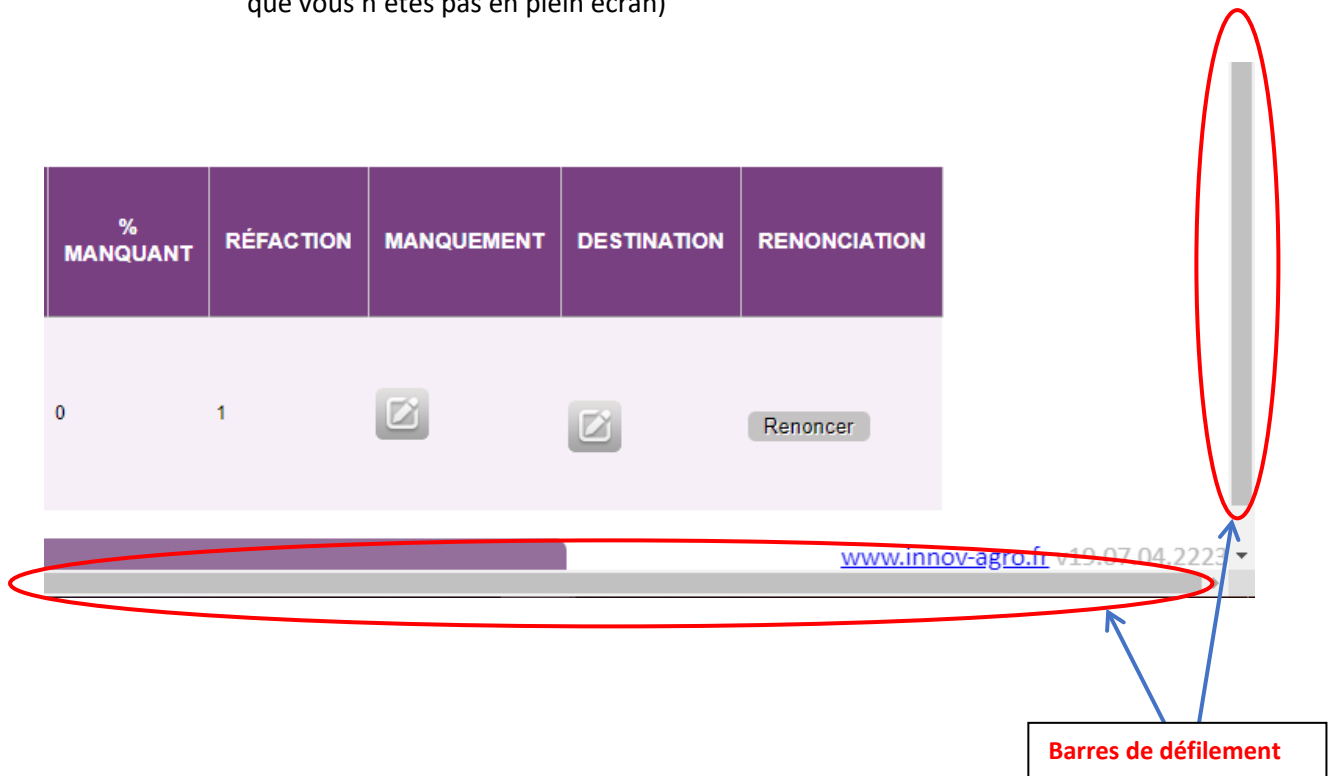 que vous n'êtes pas en plein écran)
% MANQUANT RÉFACTION MANQUEMENT DESTINATION RENONCIATION
0 1 Renoncer
www.innov-agro.fr v19.07.04.2223
Barres de défilement